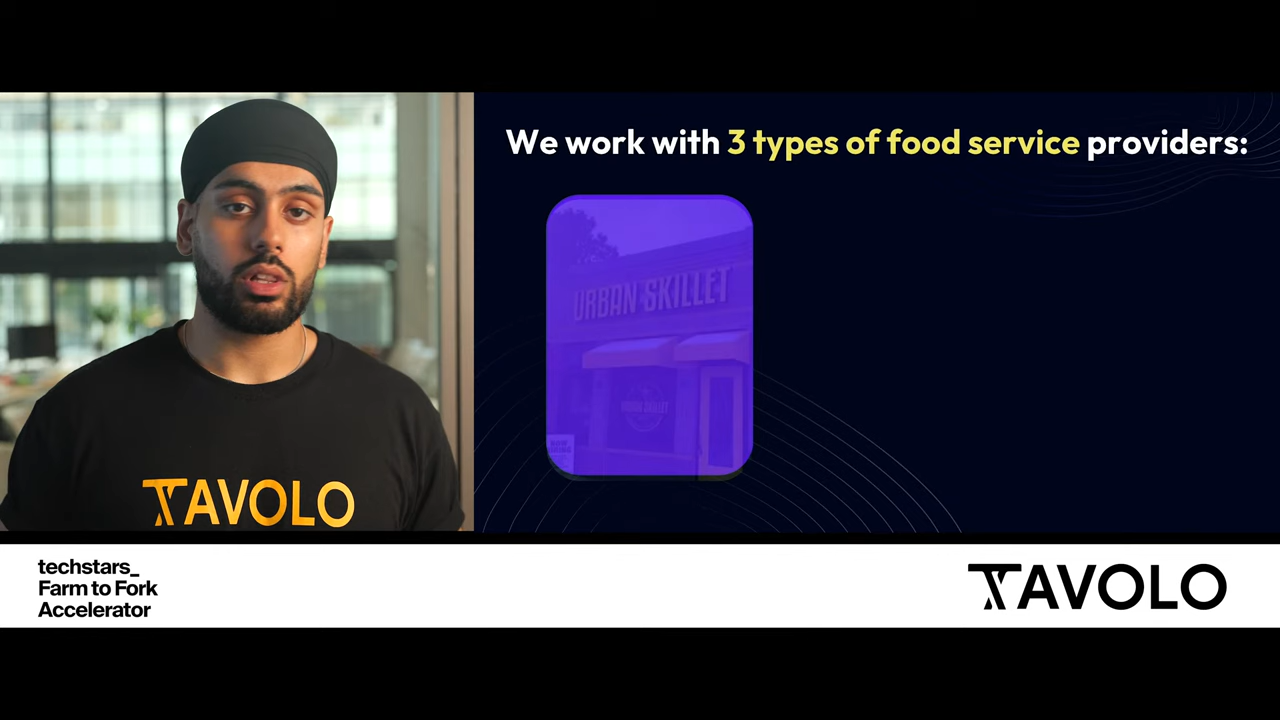 We work with 3 types of food service providers:
URBAN SKILLET
URBAN SKILLET
TAVOLO
techstars_
Farm to Fork
Accelerator
TAVOLO